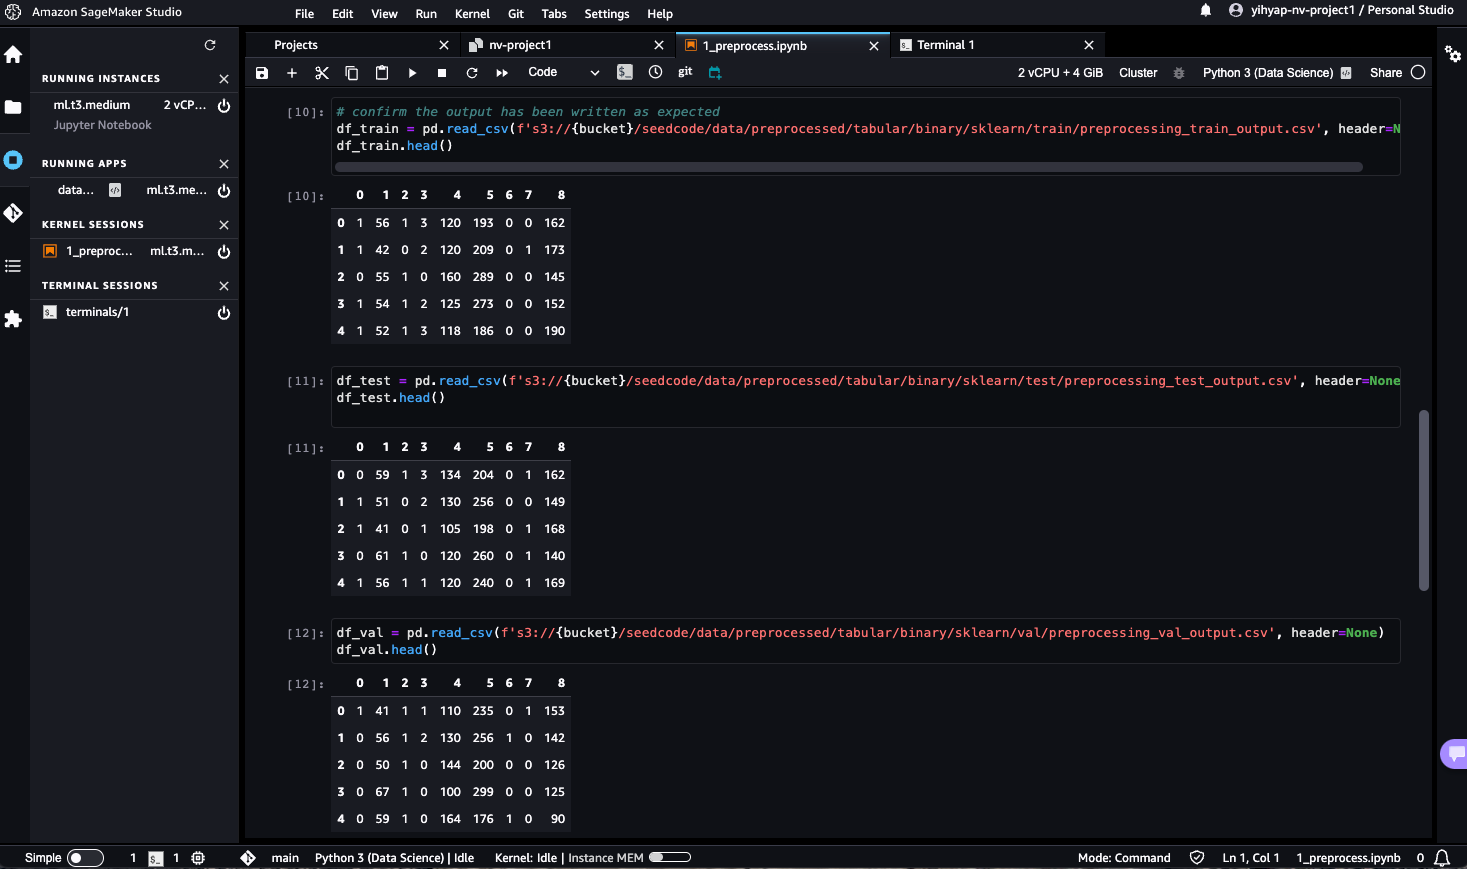 Amazon SageMaker Studio File Edit View Run Kernel Git Tabs Settings Help yihyap-nv-project1 / Personal Studio
Projects nv-project1 1_preprocess.ipynb Terminal 1
Code git 2 vCPU + 4 GiB Cluster Python 3 (Data Science) Share
RUNNING INSTANCES
ml.t3.medium 2 vCP...
Jupyter Notebook
RUNNING APPS
data... ml.t3.me...
KERNEL SESSIONS
1_preproc... ml.t3.m...
TERMINAL SESSIONS
terminals/1
[10]: # confirm the output has been written as expected
df_train = pd.read_csv(f's3://{bucket}/seedcode/data/preprocessed/tabular/binary/sklearn/train/preprocessing_train_output.csv', header=N
df_train.head()
[10]: 0 1 2 3 4 5 6 7 8
0 1 56 1 3 120 193 0 0 162
1 1 42 0 2 120 209 0 1 173
2 0 55 1 0 160 289 0 0 145
3 1 54 1 2 125 273 0 0 152
4 1 52 1 3 118 186 0 0 190
[11]: df_test = pd.read_csv(f's3://{bucket}/seedcode/data/preprocessed/tabular/binary/sklearn/test/preprocessing_test_output.csv', header=None
df_test.head()
[11]: 0 1 2 3 4 5 6 7 8
0 0 59 1 3 134 204 0 1 162
1 1 51 0 2 130 256 0 0 149
2 1 41 0 1 105 198 0 1 168
3 0 61 1 0 120 260 0 1 140
4 1 56 1 1 120 240 0 1 169
[12]: df_val = pd.read_csv(f's3://{bucket}/seedcode/data/preprocessed/tabular/binary/sklearn/val/preprocessing_val_output.csv', header=None)
df_val.head()
[12]: 0 1 2 3 4 5 6 7 8
0 1 41 1 1 110 235 0 1 153
1 0 56 1 2 130 256 1 0 142
2 0 50 1 0 144 200 0 0 126
3 0 67 1 0 100 299 0 0 125
4 0 59 1 0 164 176 1 0 90
Simple 1 $_ 1 main Python 3 (Data Science) | Idle Kernel: Idle | Instance MEM Mode: Command Ln 1, Col 1 1_preprocess.ipynb 0